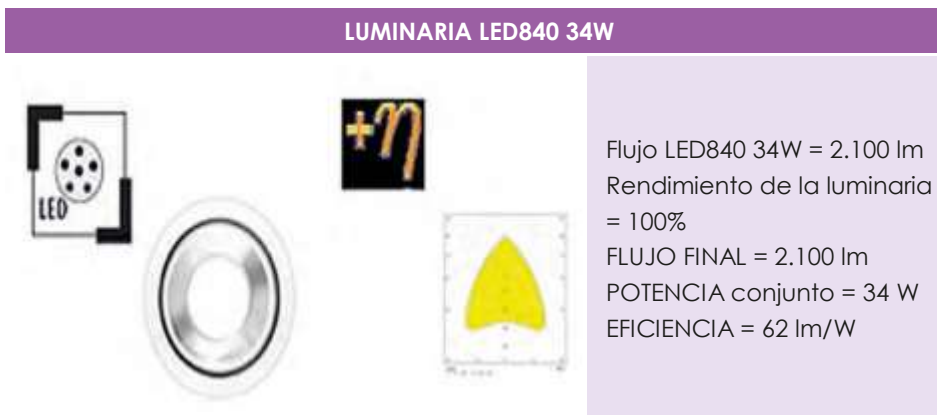 LUMINARIA LED840 34W
LED
+η
Flujo LED840 34W = 2.100 lm
Rendimiento de la luminaria
= 100%
FLUJO FINAL = 2.100 lm
POTENCIA conjunto = 34 W
EFICIENCIA = 62 lm/W